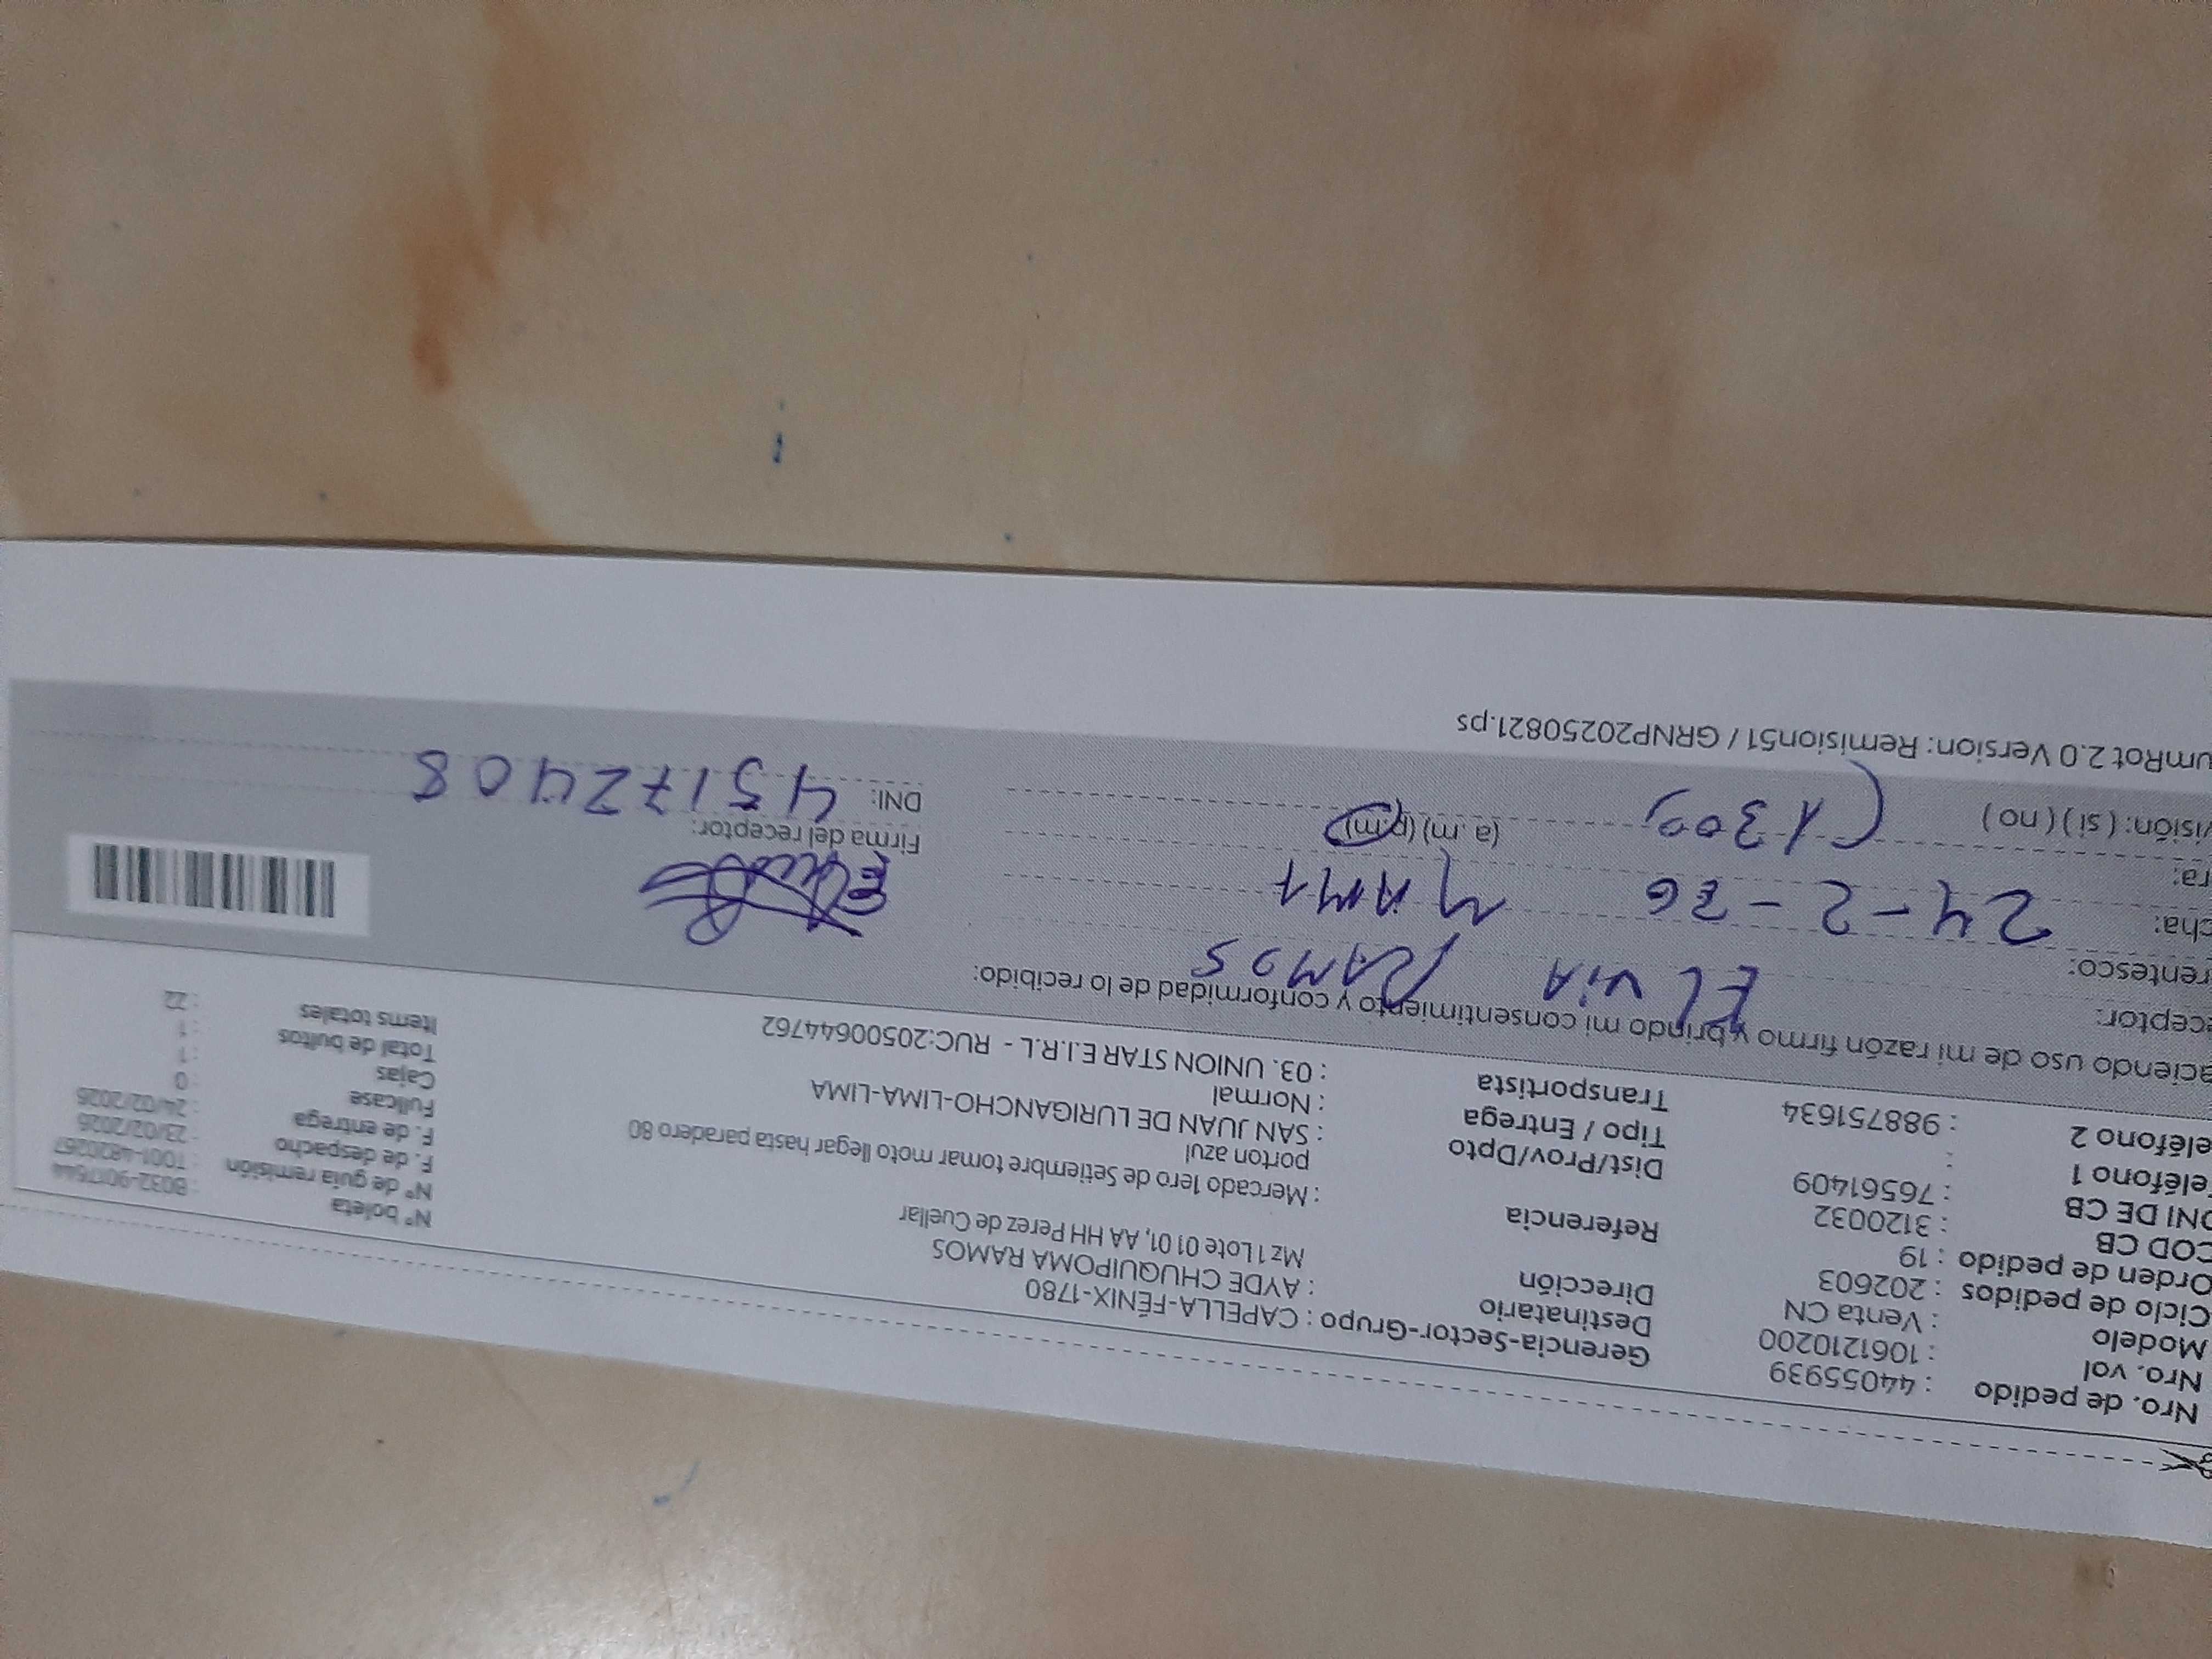 Nro. de pedido : 44055939
Nro. vol : 1061210200
Modelo : Venta CN
Ciclo de pedidos : 202603
Orden de pedido : 19
COD CB : 3120032
DNI DE CB : 76561409
eléfono 1 :
eléfono 2 : 988751634
Gerencia-Sector-Grupo : CAPELLA-FÉNIX-1780
Destinatario : AYDE CHUQUIPOMA RAMOS
Dirección Mz 1 Lote 01 01, AA HH Perez de Cuellar
Referencia : Mercado 1ero de Setiembre tomar moto llegar hasta paradero 80
porton azul
Dist/Prov/Dpto : SAN JUAN DE LURIGANCHO-LIMA-LIMA
Tipo / Entrega : Normal
Transportista : 03. UNION STAR E.I.R.L - RUC:20500644762
N° boleta
N° de guía remisión
F. de despacho : 23/02/2026
F. de entrega : 24/02/2026
Fullcase : 0
Cajas : 1
Total de bultos : 1
Items totales : 22
aciendo uso de mi razón firmo y brindo mi consentimiento y conformidad de lo recibido:
ceptor: ELVIA RAMOS
rentesco: MAMA
cha: 24-2-26
ra: 1300 (a.m) (p.m)
visión: ( si ) ( no )
Firma del receptor:
DNI: 45172408
umRot 2.0 Version: Remision51 / GRNP20250821.ps